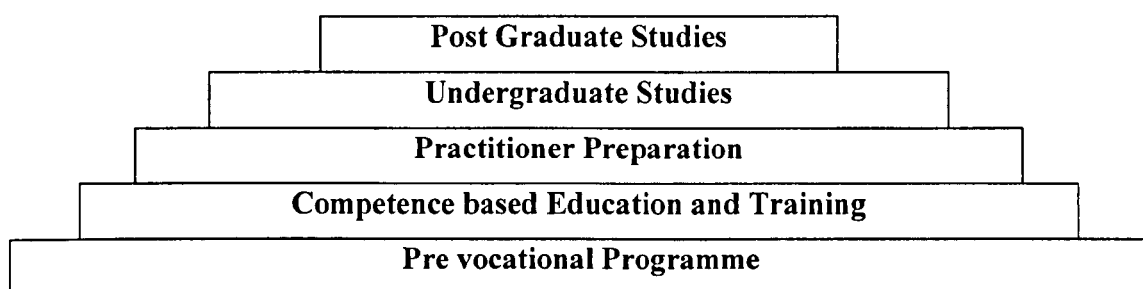 Post Graduate Studies
Undergraduate Studies
Practitioner Preparation
Competence based Education and Training
Pre vocational Programme